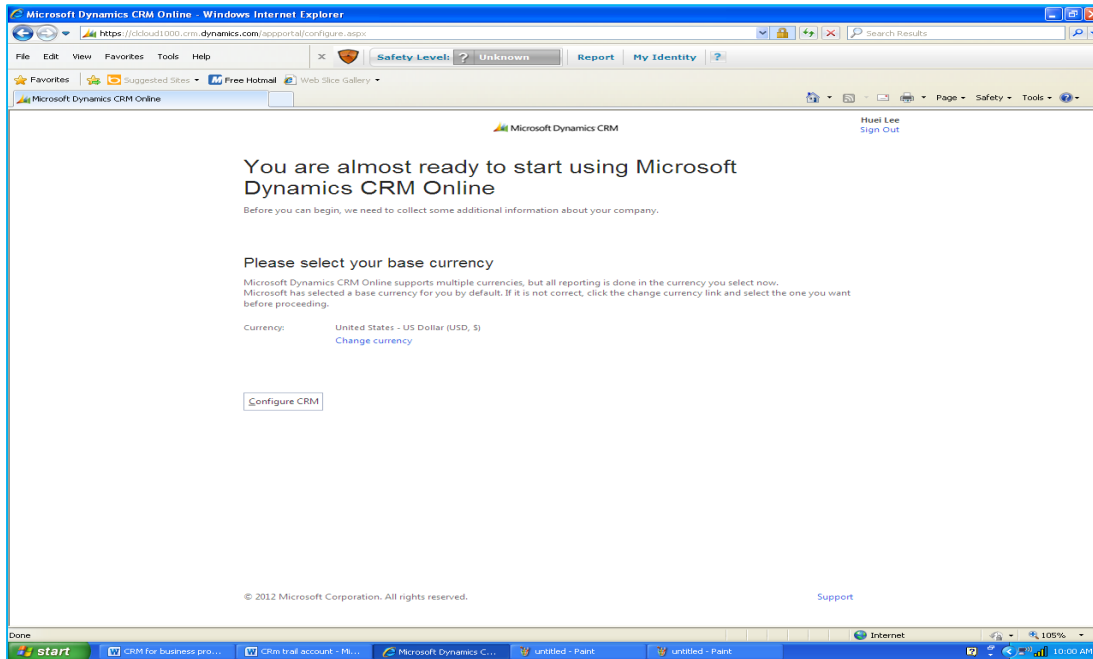 Microsoft Dynamics CRM Online - Windows Internet Explorer
https://clcloud1000.crm.dynamics.com/appportal/configure.aspx
Search Results
File Edit View Favorites Tools Help
x Safety Level: ? Unknown Report My Identity ?
Favorites Suggested Sites Free Hotmail Web Slice Gallery
Microsoft Dynamics CRM Online
Page Safety Tools
Microsoft Dynamics CRM
Huei Lee
Sign Out
You are almost ready to start using Microsoft
Dynamics CRM Online
Before you can begin, we need to collect some additional information about your company.
Please select your base currency
Microsoft Dynamics CRM Online supports multiple currencies, but all reporting is done in the currency you select now.
Microsoft has selected a base currency for you by default. If it is not correct, click the change currency link and select the one you want
before proceeding.
Currency: United States - US Dollar (USD, $)
Change currency
Configure CRM
© 2012 Microsoft Corporation. All rights reserved.
Support
Done Internet 105%
start CRM for business pro... CRm trail account - Mi... Microsoft Dynamics C... untitled - Paint untitled - Paint 10:00 AM